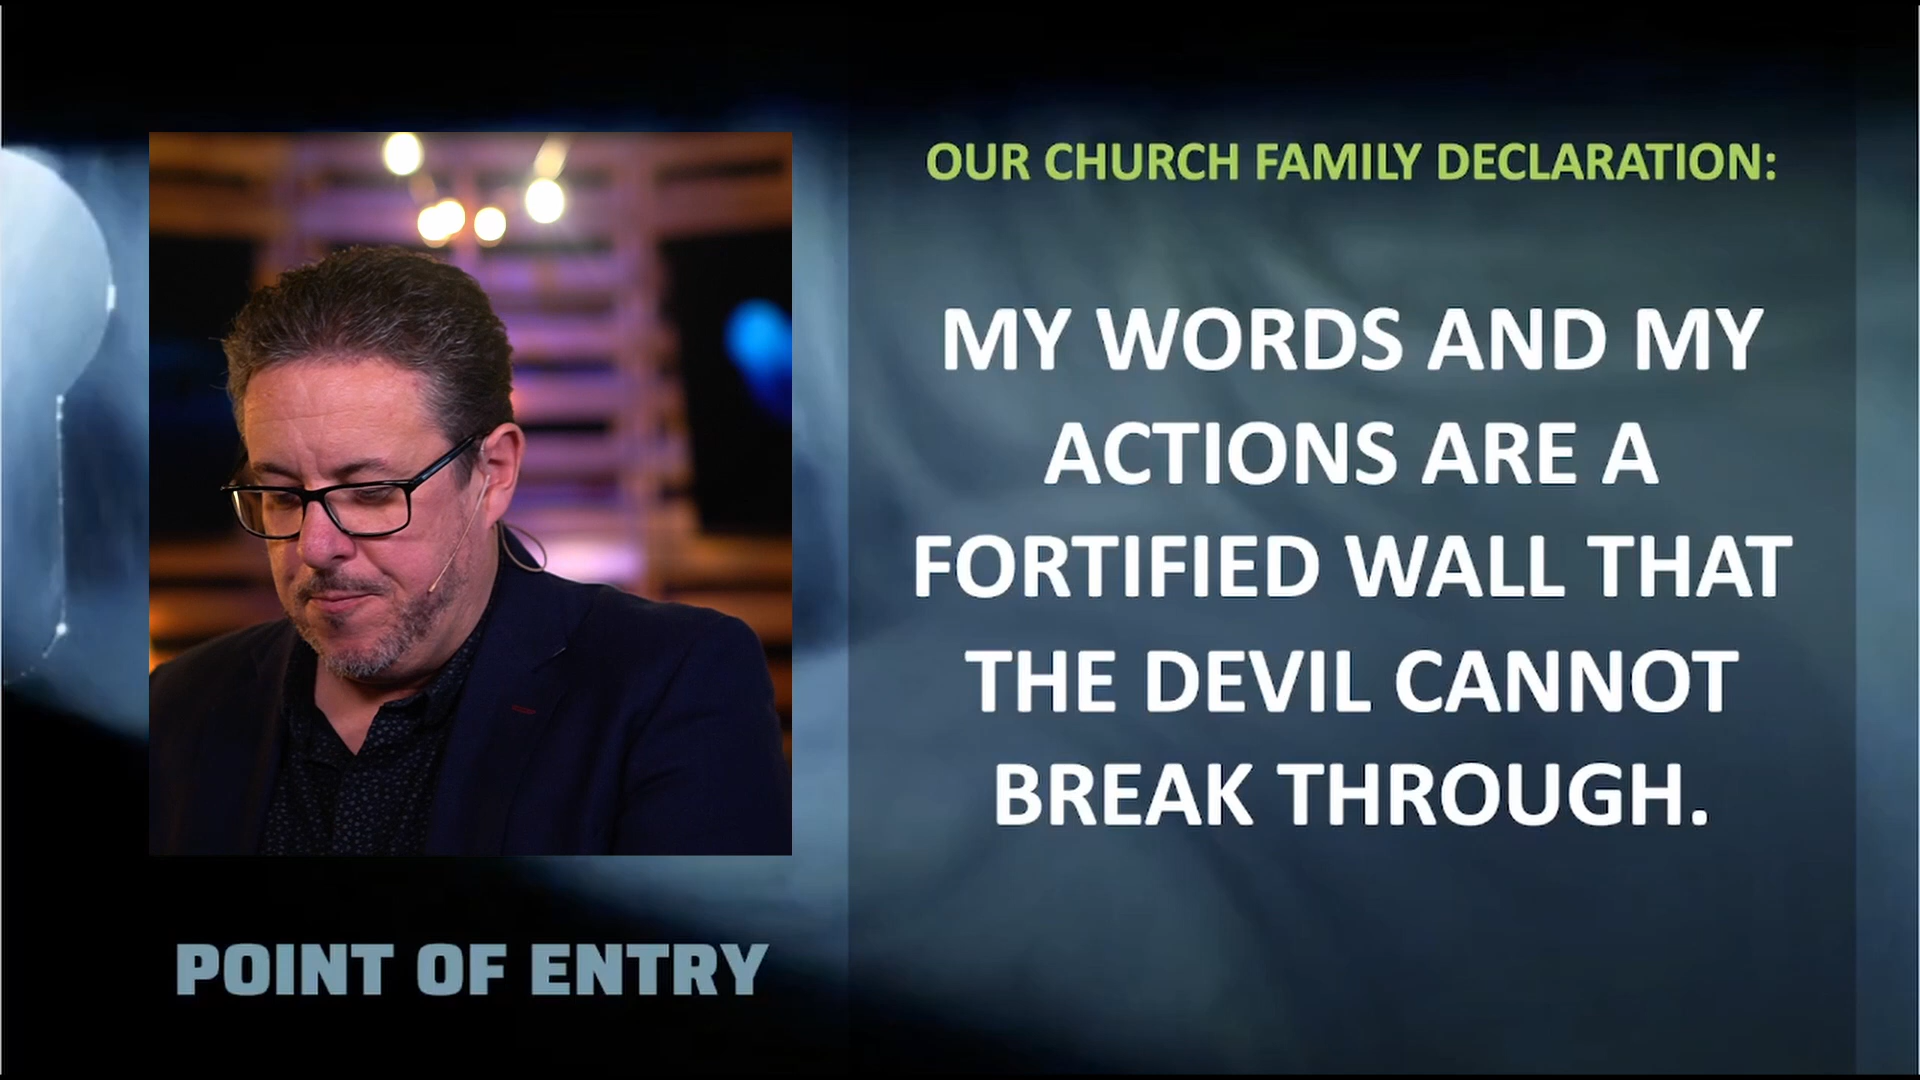 OUR CHURCH FAMILY DECLARATION:
MY WORDS AND MY
ACTIONS ARE A
FORTIFIED WALL THAT
THE DEVIL CANNOT
BREAK THROUGH.
POINT OF ENTRY